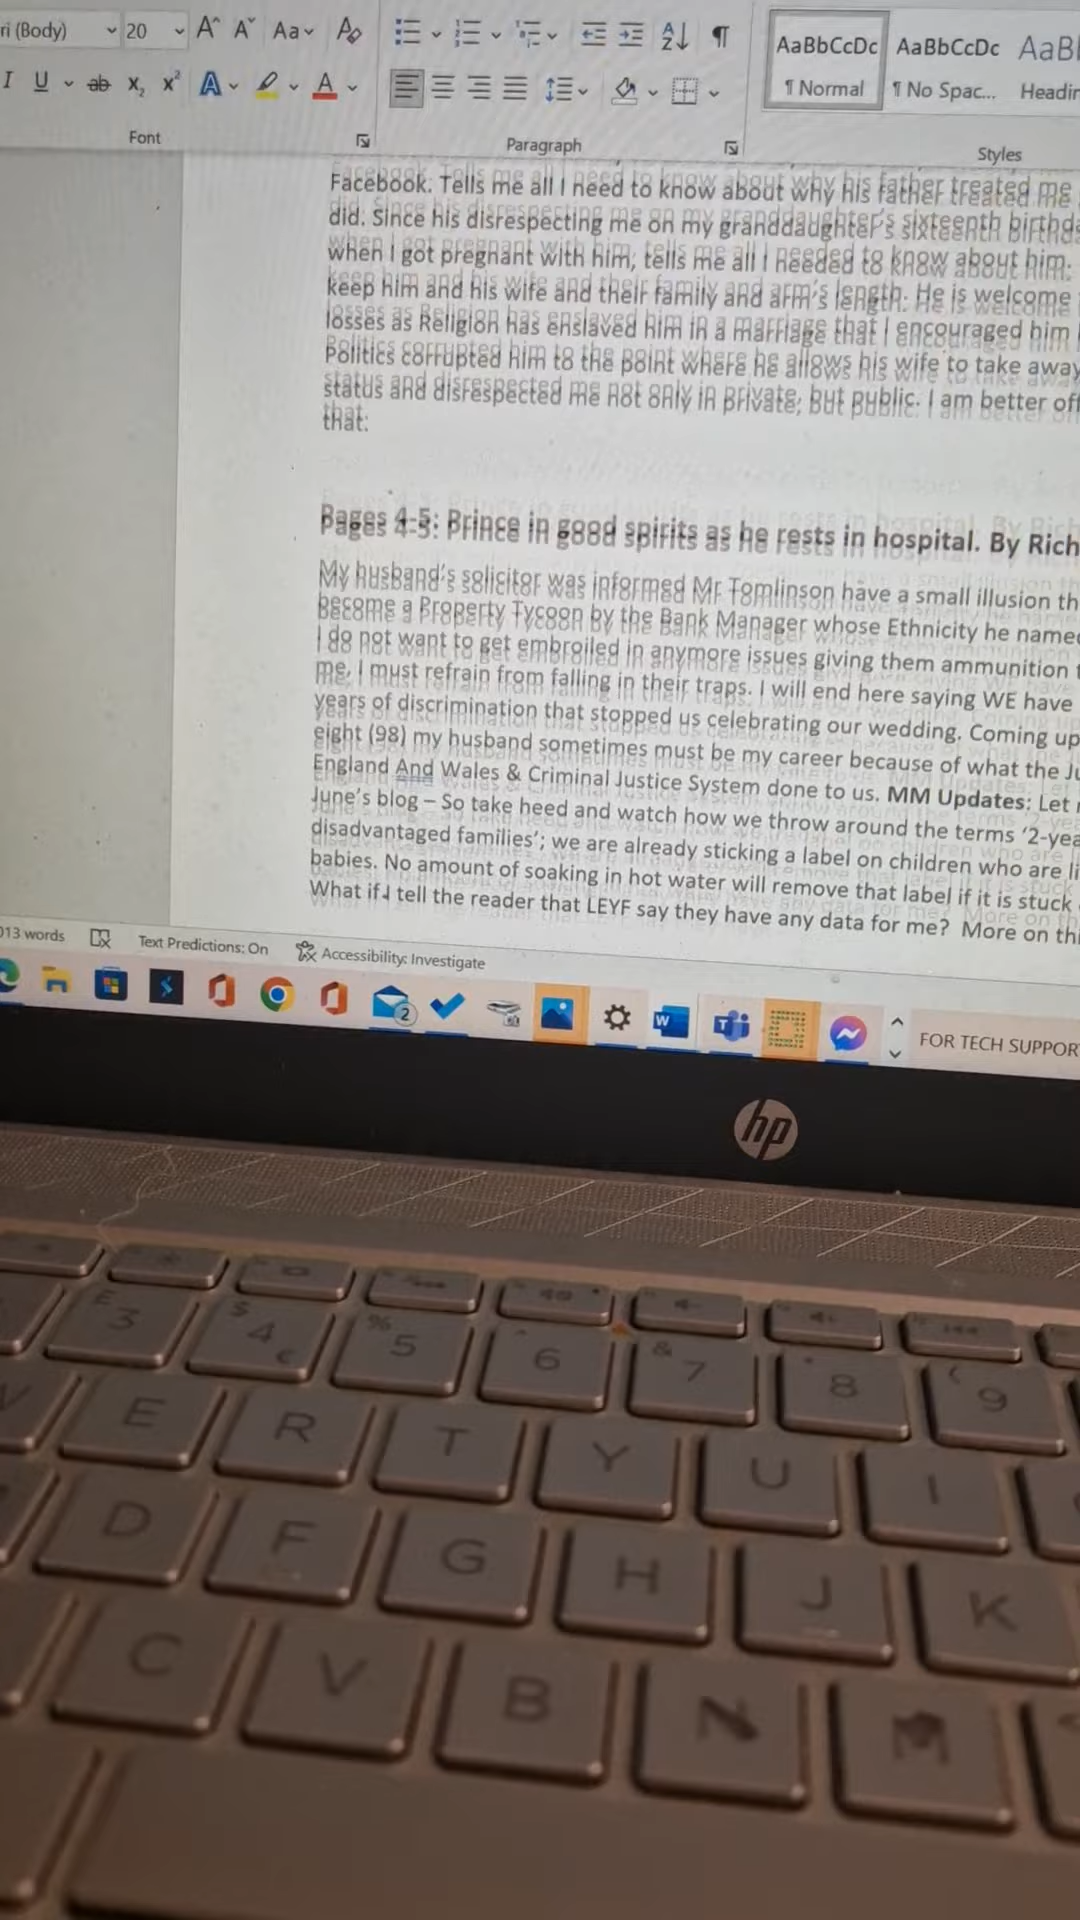 ri (Body) 20 Aa
I U ab X₂ X² A A
Font Paragraph Styles
AaBbCcDc AaBbCcDc AaBl
¶ Normal ¶ No Spac... Headin
Facebook. Tells me all I need to know about why his father treated me
did. Since his disrespecting me on my granddaughter's sixteenth birthda
when I got pregnant with him, tells me all I needed to know about him.
keep him and his wife and their family and arm's length. He is welcome
losses as Religion has enslaved him in a marriage that I encouraged him
Politics corrupted him to the point where he allows his wife to take away
status and disrespected me not only in private, but public. I am better off
that.
Pages 4-5: Prince in good spirits as he rests in hospital. By Rich
My husband's solicitor was informed Mr Tomlinson have a small illusion th
become a Property Tycoon by the Bank Manager whose Ethnicity he named
I do not want to get embroiled in anymore issues giving them ammunition t
me, I must refrain from falling in their traps. I will end here saying WE have
years of discrimination that stopped us celebrating our wedding. Coming up
eight (98) my husband sometimes must be my career because of what the Ju
England And Wales & Criminal Justice System done to us. MM Updates: Let
June's blog – So take heed and watch how we throw around the terms '2-yea
disadvantaged families'; we are already sticking a label on children who are li
babies. No amount of soaking in hot water will remove that label if it is stuck
What if I tell the reader that LEYF say they have any data for me? More on thi
013 words Text Predictions: On Accessibility: Investigate
2 W T FOR TECH SUPPOR
hp
£ 3 $ 4 € % 5 ^ 6 & 7 * 8 ( 9
E R T Y U I
D F G H J K
C V B N M